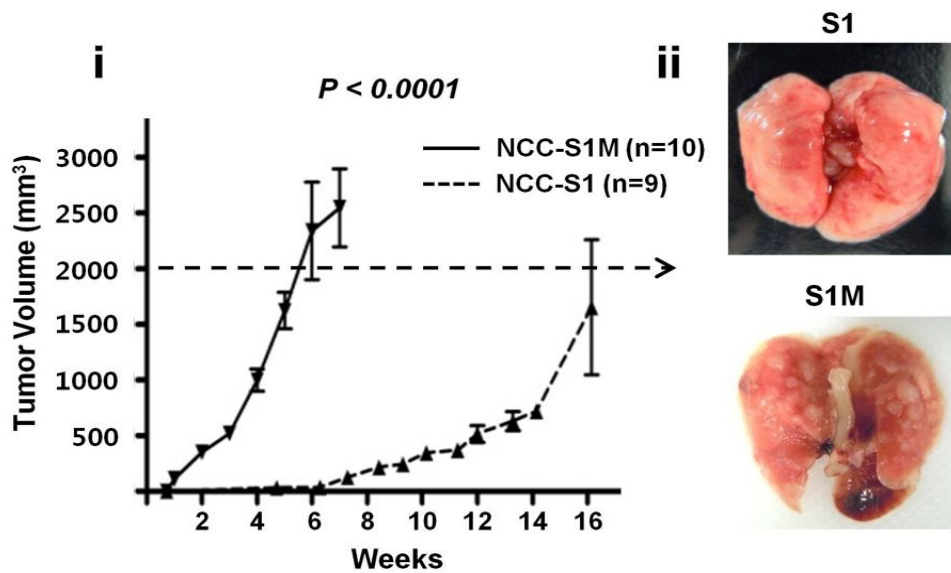 i
P < 0.0001
NCC-S1M (n=10)
NCC-S1 (n=9)
Tumor Volume (mm³)
3000
2500
2000
1500
1000
500
2 4 6 8 10 12 14 16
Weeks
ii
S1
S1M